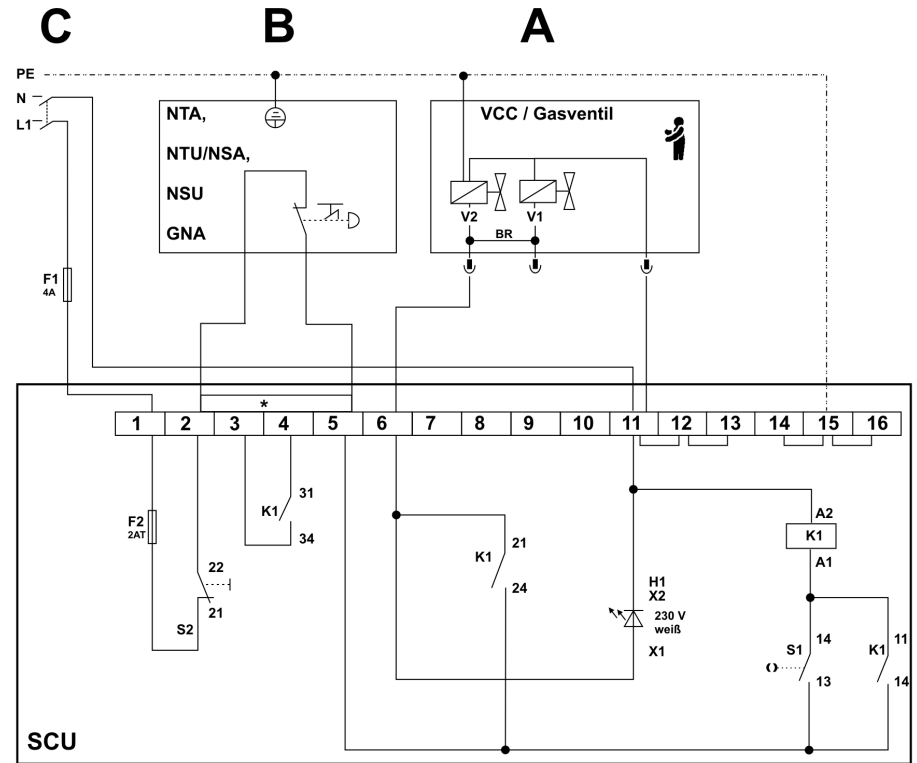 C B A
PE
N
L1
NTA,
NTU/NSA,
NSU
GNA
VCC / Gasventil
V2 V1
BR
F1
4A
*
1 2 3 4 5 6 7 8 9 10 11 12 13 14 15 16
F2
2AT
22
21
S2
31
K1
34
21
K1
24
H1
X2
230 V
weiß
X1
A2
K1
A1
14
S1
13
11
K1
14
SCU